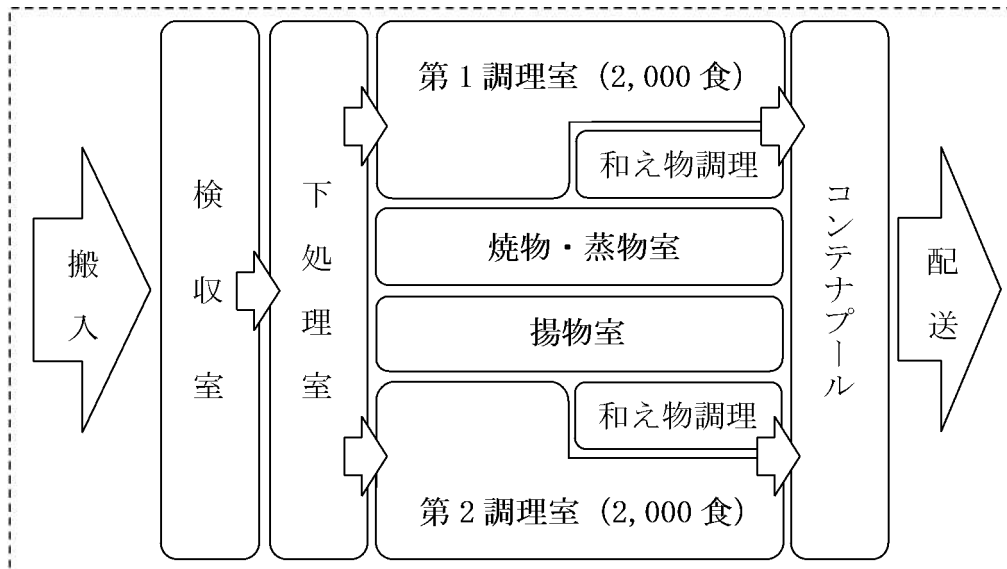 搬入
検収室
下処理室
第1調理室（2,000食）
和え物調理
焼物・蒸物室
揚物室
和え物調理
第2調理室（2,000食）
コンテナプール
配送